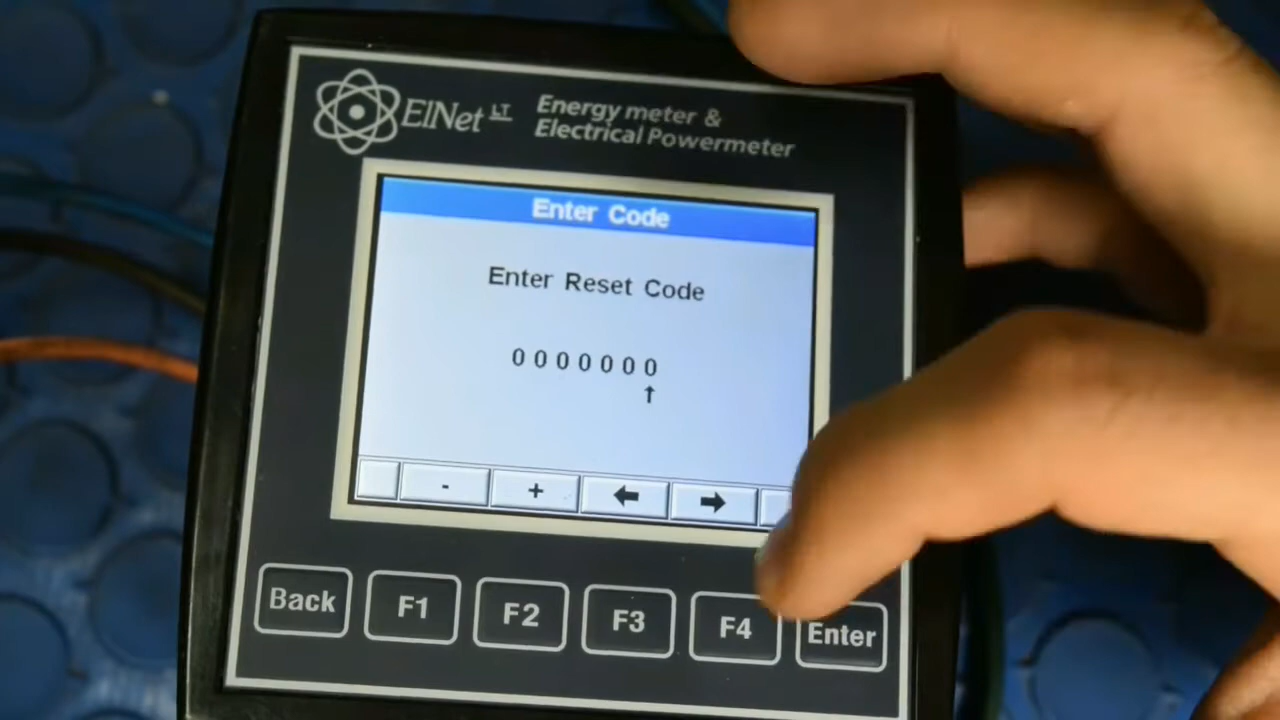 ElNet LT
Energy meter &
Electrical Powermeter
Enter Code
Enter Reset Code
0000000
↑
- + ← →
Back F1 F2 F3 F4 Enter